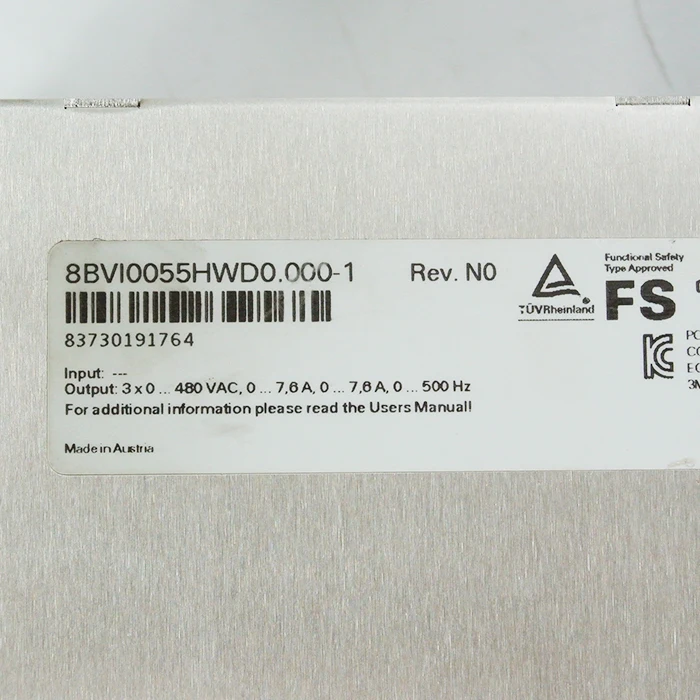 8BVI0055HWD0.000-1
Rev. N0
83730191764
Input: ---
Output: 3 x 0 ... 480 VAC, 0 ... 7,6 A, 0 ... 7,6 A, 0 ... 500 Hz
For additional information please read the Users Manual!
Made in Austria
TÜVRheinland
Functional Safety
Type Approved
FS